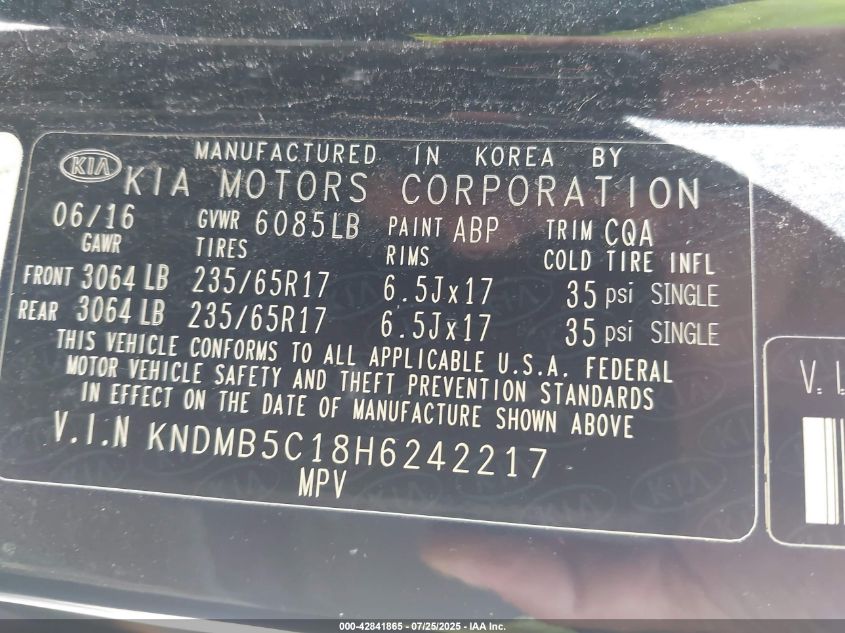 KIA
MANUFACTURED IN KOREA BY
KIA MOTORS CORPORATION
06/16 GVWR 6085LB PAINT ABP TRIM CQA
GAWR TIRES RIMS COLD TIRE INFL
FRONT 3064 LB 235/65R17 6.5Jx17 35 psi SINGLE
REAR 3064 LB 235/65R17 6.5Jx17 35 psi SINGLE
THIS VEHICLE CONFORMS TO ALL APPLICABLE U.S.A. FEDERAL
MOTOR VEHICLE SAFETY AND THEFT PREVENTION STANDARDS
IN EFFECT ON THE DATE OF MANUFACTURE SHOWN ABOVE
V.I.N KNDMB5C18H6242217
MPV
V. I
000-42841865 / 07/25/2025 - IAA Inc.